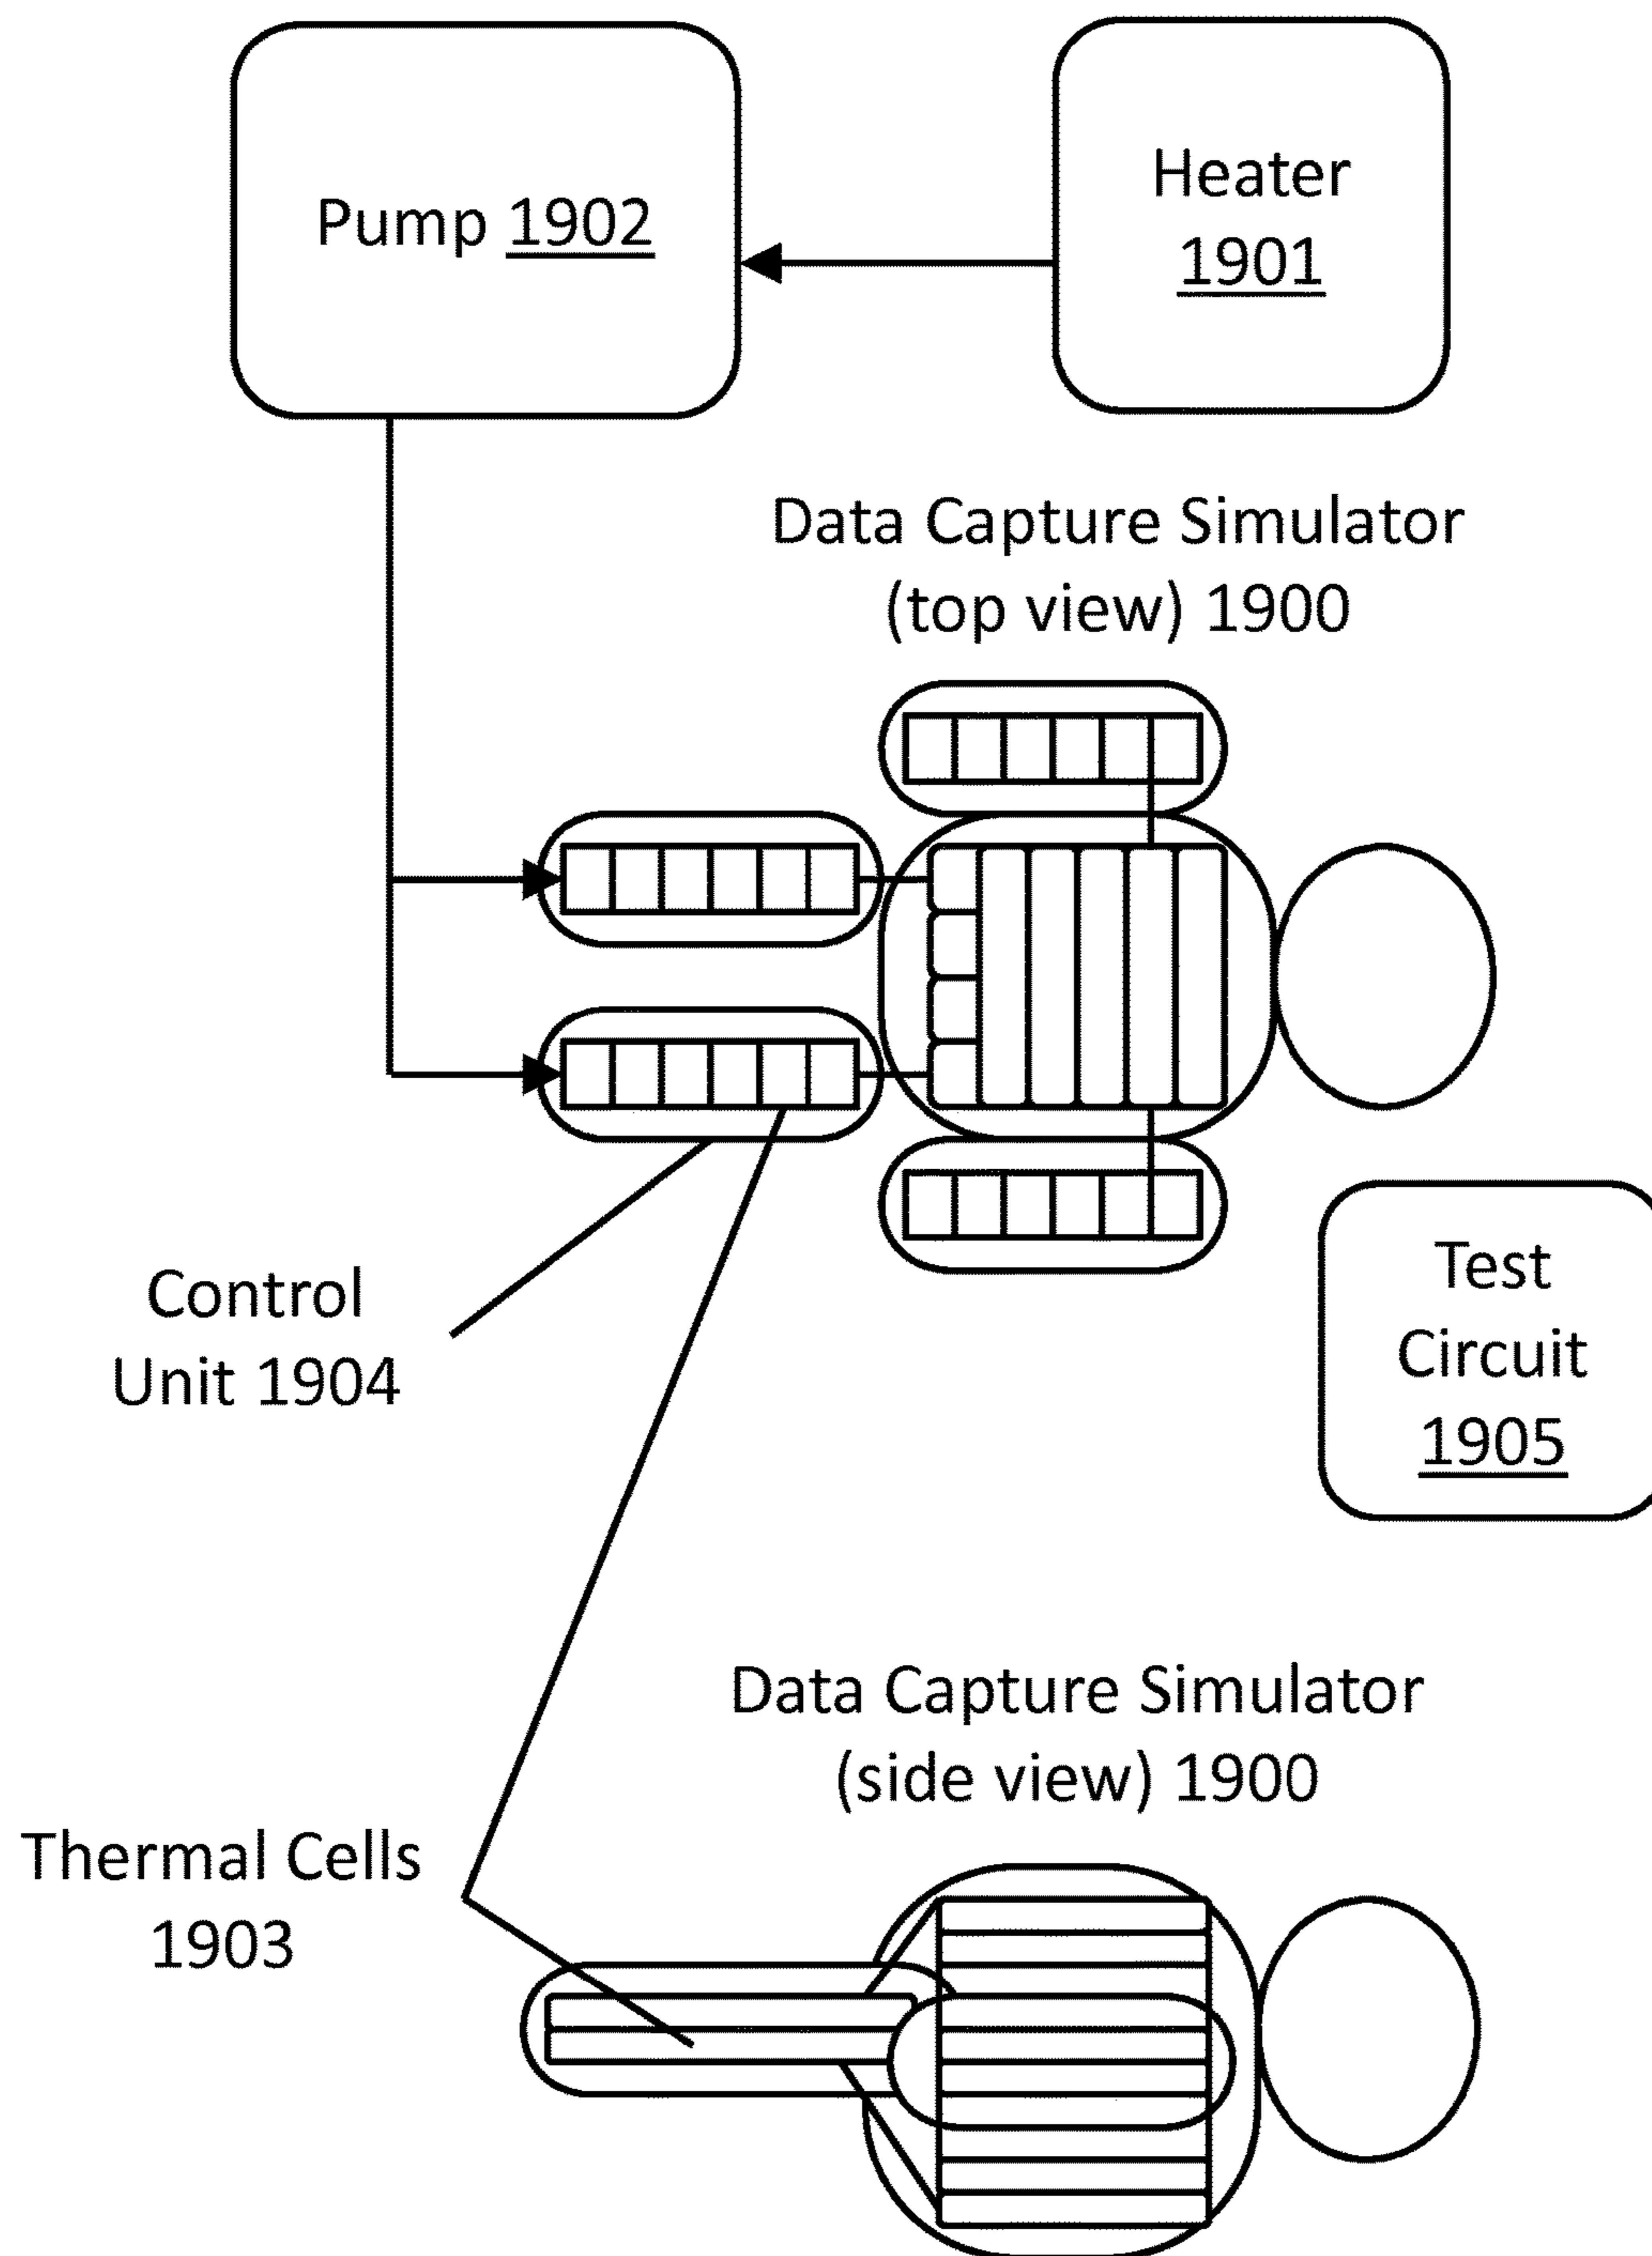 Pump 1902
Heater
1901
Data Capture Simulator
(top view) 1900
Control
Unit 1904
Test
Circuit
1905
Data Capture Simulator
(side view) 1900
Thermal Cells
1903